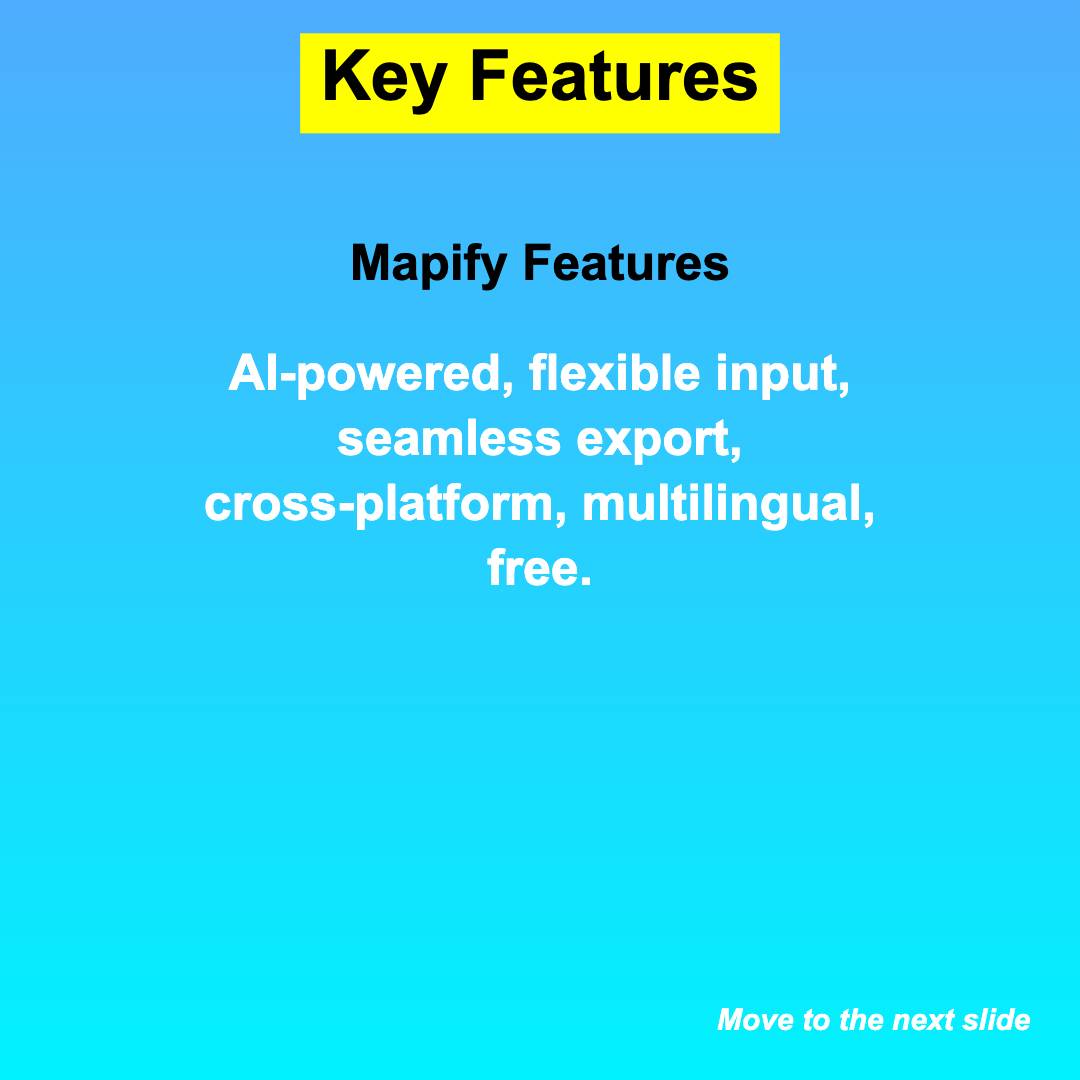 Key Features
Mapify Features
AI-powered, flexible input,
seamless export,
cross-platform, multilingual,
free.
Move to the next slide